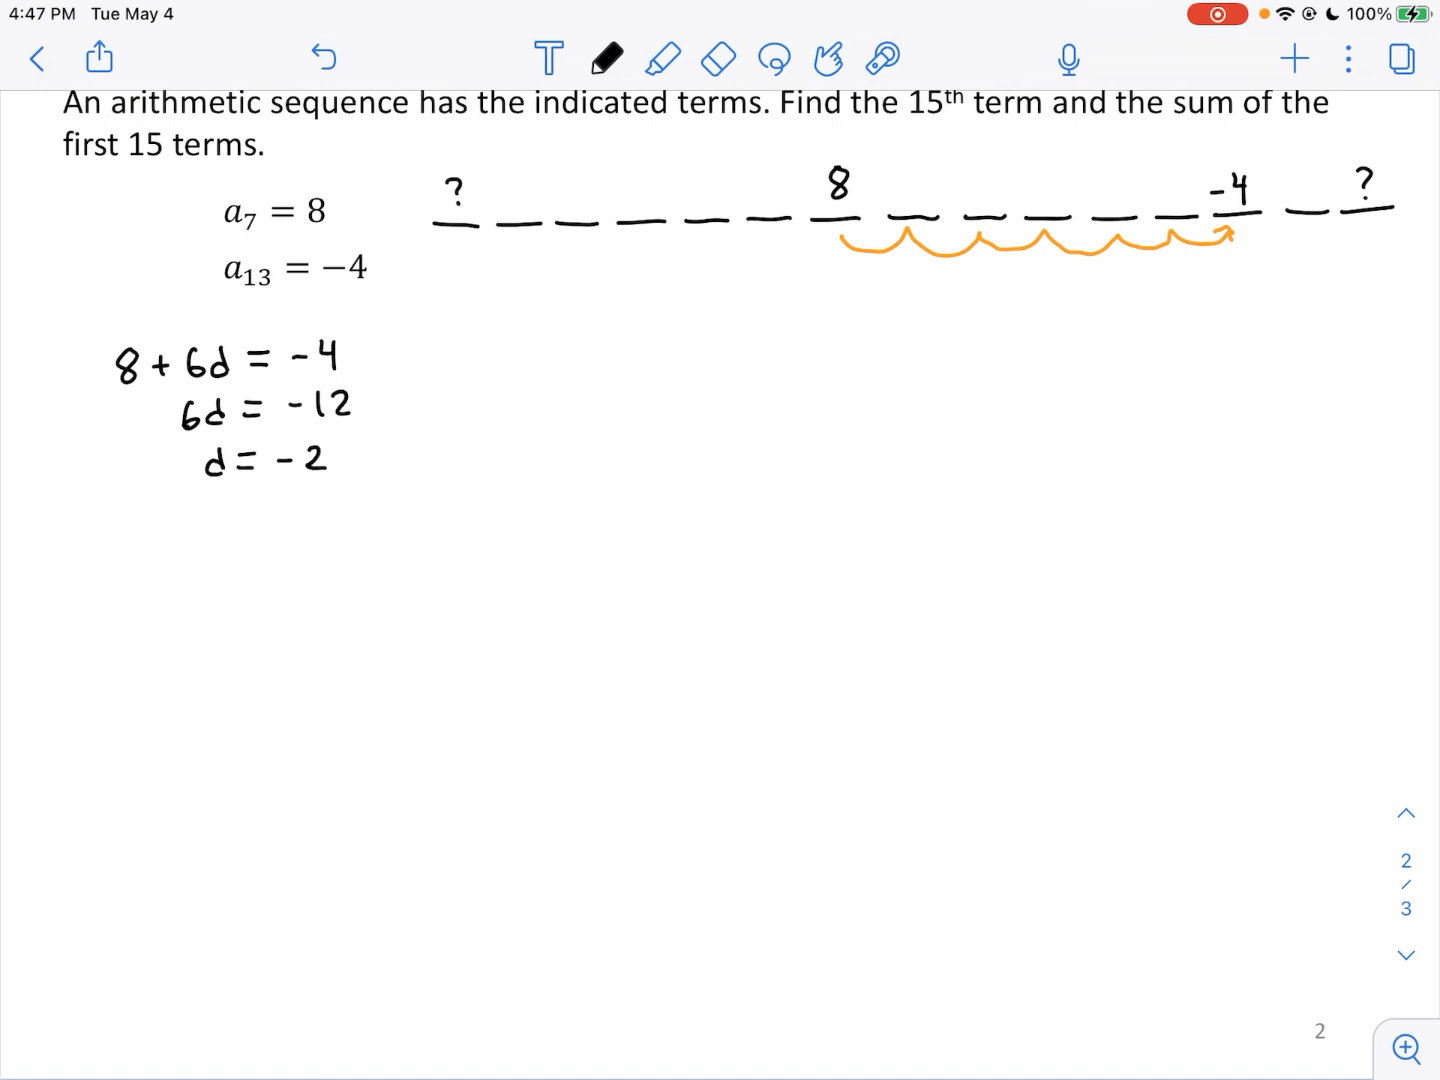 4:47 PM Tue May 4
100%
An arithmetic sequence has the indicated terms. Find the 15th term and the sum of the
first 15 terms.
? 8 -4 ?
a7 = 8
a13 = −4
8 + 6d = -4
6d = -12
d = -2
2
/
3
2